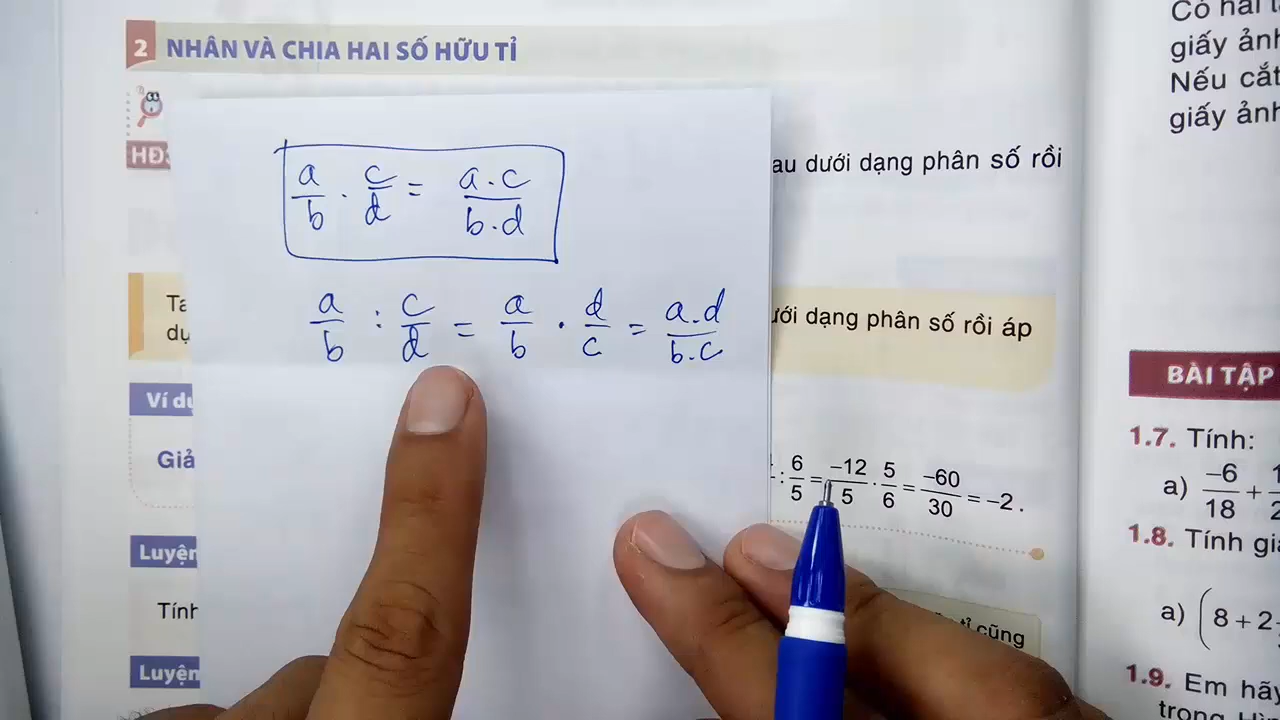 2 NHÂN VÀ CHIA HAI SỐ HỮU TỈ
HĐ
a/b · c/d = a.c/b.d
au dưới dạng phân số rồi
a/b : c/d = a/b · d/c = a.d/b.c
Ta
dụ
ưới dạng phân số rồi áp
Ví dụ
Giả
: 6/5 = -12/5 · 5/6 = -60/30 = -2.
Luyện
Tính
tỉ cũng
Luyện
Có hai
giấy ảnh
Nếu cắt
giấy ảnh
BÀI TẬP
1.7. Tính:
a) -6/18 +
1.8. Tính gi
a) (8 + 2
1.9. Em hãy
trong